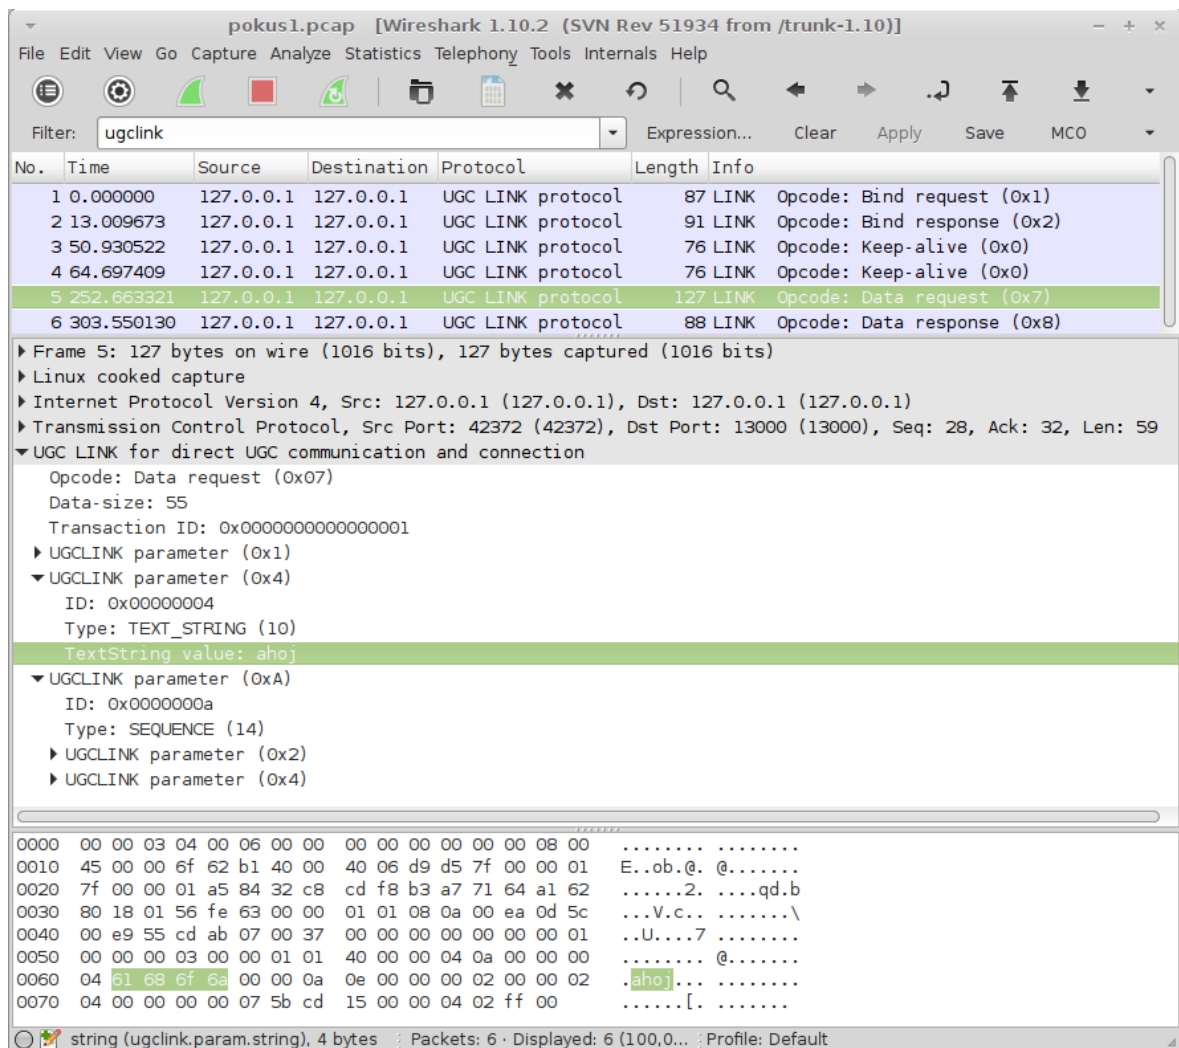 pokus1.pcap [Wireshark 1.10.2 (SVN Rev 51934 from /trunk-1.10)]
File Edit View Go Capture Analyze Statistics Telephony Tools Internals Help
Filter: ugclink Expression... Clear Apply Save MCO
No. Time Source Destination Protocol Length Info
1 0.000000 127.0.0.1 127.0.0.1 UGC LINK protocol 87 LINK Opcode: Bind request (0x1)
2 13.009673 127.0.0.1 127.0.0.1 UGC LINK protocol 91 LINK Opcode: Bind response (0x2)
3 50.930522 127.0.0.1 127.0.0.1 UGC LINK protocol 76 LINK Opcode: Keep-alive (0x0)
4 64.697409 127.0.0.1 127.0.0.1 UGC LINK protocol 76 LINK Opcode: Keep-alive (0x0)
5 252.663321 127.0.0.1 127.0.0.1 UGC LINK protocol 127 LINK Opcode: Data request (0x7)
6 303.550130 127.0.0.1 127.0.0.1 UGC LINK protocol 88 LINK Opcode: Data response (0x8)
Frame 5: 127 bytes on wire (1016 bits), 127 bytes captured (1016 bits)
Linux cooked capture
Internet Protocol Version 4, Src: 127.0.0.1 (127.0.0.1), Dst: 127.0.0.1 (127.0.0.1)
Transmission Control Protocol, Src Port: 42372 (42372), Dst Port: 13000 (13000), Seq: 28, Ack: 32, Len: 59
UGC LINK for direct UGC communication and connection
Opcode: Data request (0x07)
Data-size: 55
Transaction ID: 0x0000000000000001
UGCLINK parameter (0x1)
UGCLINK parameter (0x4)
ID: 0x00000004
Type: TEXT_STRING (10)
TextString value: ahoj
UGCLINK parameter (0xA)
ID: 0x0000000a
Type: SEQUENCE (14)
UGCLINK parameter (0x2)
UGCLINK parameter (0x4)
0000 00 00 03 04 00 06 00 00 00 00 00 00 00 00 08 00 ........ ........
0010 45 00 00 6f 62 b1 40 00 40 06 d9 d5 7f 00 00 01 E..ob.@. @.......
0020 7f 00 00 01 a5 84 32 c8 cd f8 b3 a7 71 64 a1 62 ......2. ....qd.b
0030 80 18 01 56 fe 63 00 00 01 01 08 0a 00 ea 0d 5c ...V.c.. .......\
0040 00 e9 55 cd ab 07 00 37 00 00 00 00 00 00 00 01 ..U....7 ........
0050 00 00 00 03 00 00 01 01 40 00 00 04 0a 00 00 00 ........ @.......
0060 04 61 68 6f 6a 00 00 0a 0e 00 00 00 02 00 00 02 .ahoj... ........
0070 04 00 00 00 00 07 5b cd 15 00 00 04 02 ff 00 ......[. .......
string (ugclink.param.string), 4 bytes Packets: 6 · Displayed: 6 (100,0... Profile: Default